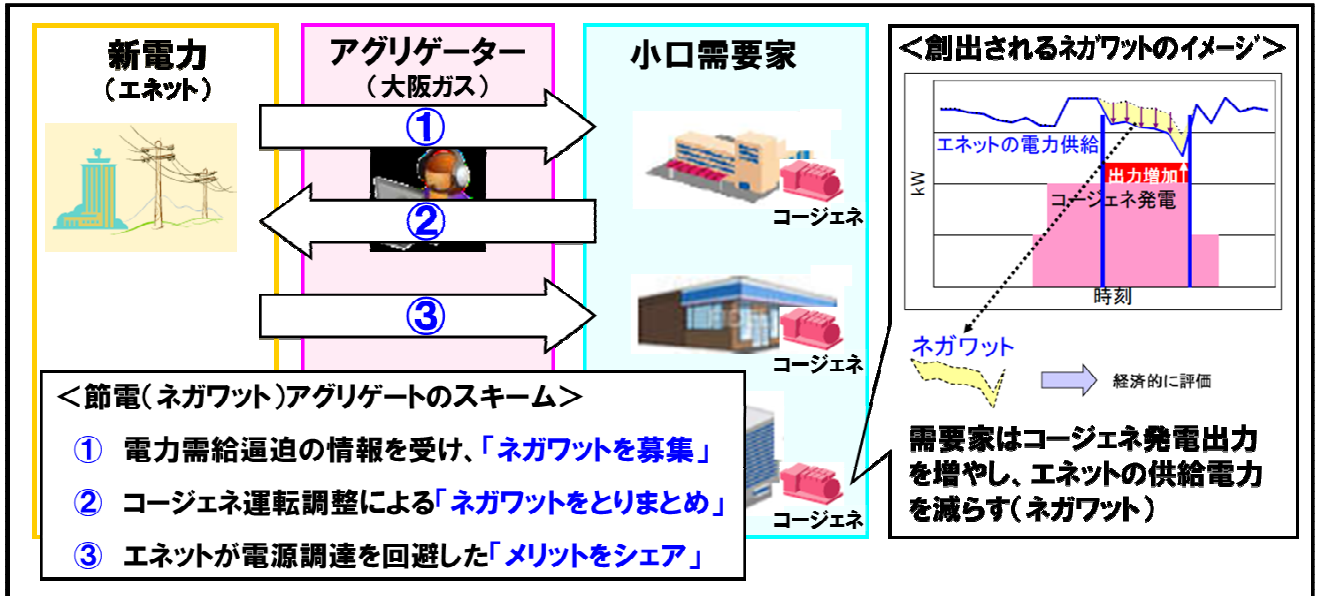 新電力
（エネット）
アグリゲーター
（大阪ガス）
小口需要家
①
②
③
コージェネ
コージェネ
コージェネ
＜節電（ネガワット）アグリゲートのスキーム＞
① 電力需給逼迫の情報を受け、「ネガワットを募集」
② コージェネ運転調整による「ネガワットをとりまとめ」
③ エネットが電源調達を回避した「メリットをシェア」
＜創出されるネガワットのイメージ＞
エネットの電力供給
出力増加↑
コージェネ発電
kW
時刻
ネガワット
経済的に評価
需要家はコージェネ発電出力
を増やし、エネットの供給電力
を減らす（ネガワット）